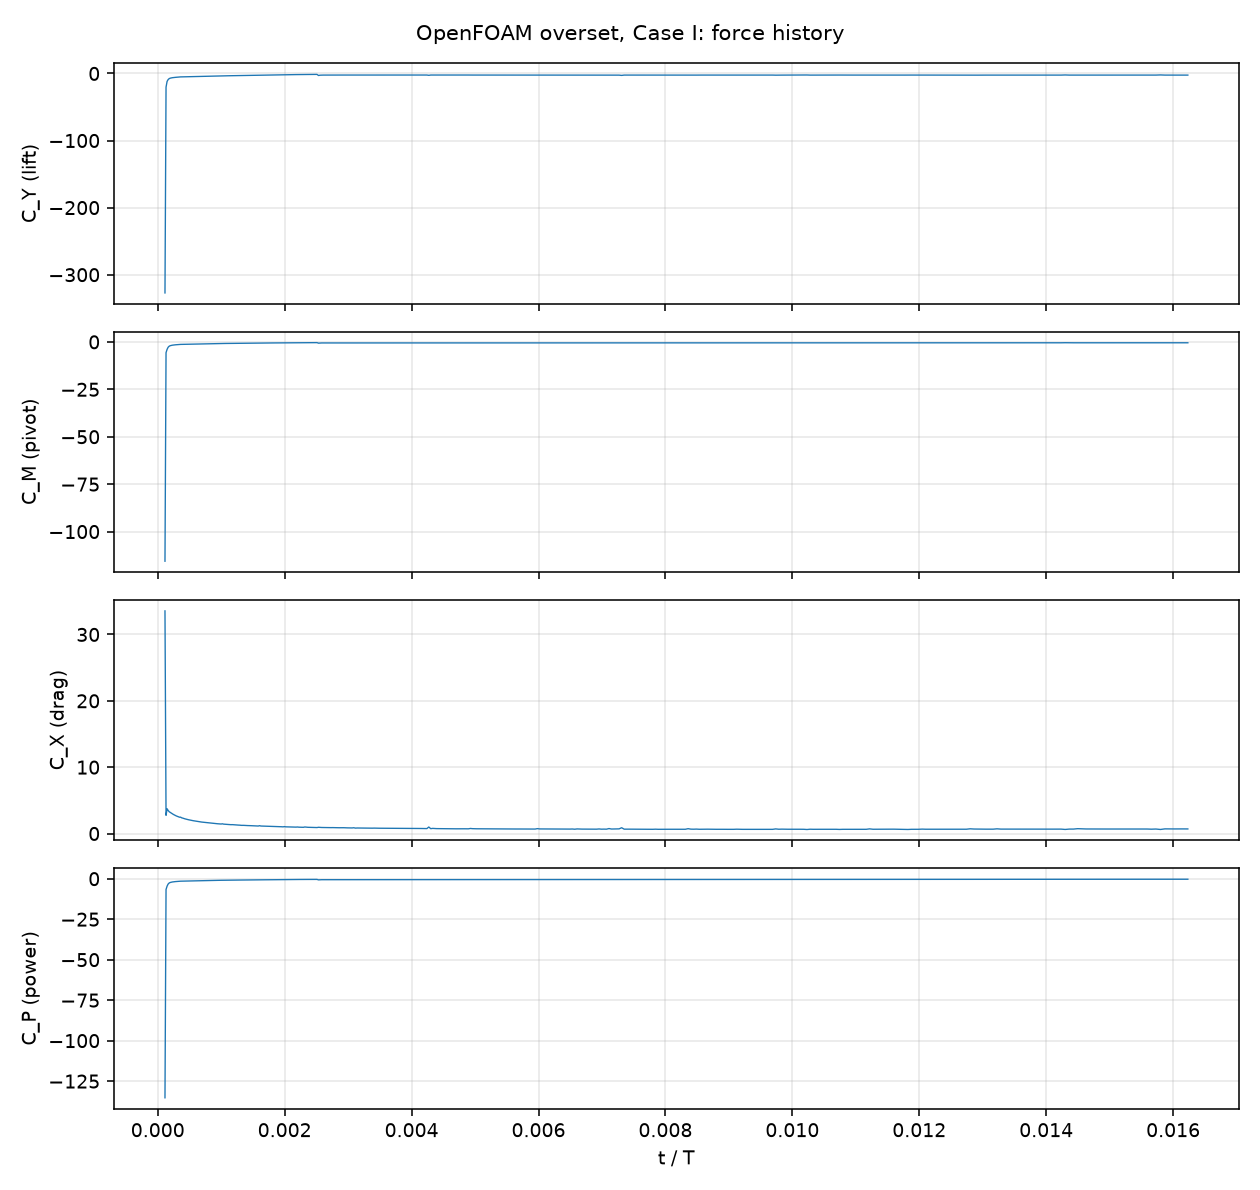 OpenFOAM overset, Case I: force history
C_Y (lift)
0
−100
−200
−300
C_M (pivot)
0
−25
−50
−75
−100
C_X (drag)
30
20
10
0
C_P (power)
0
−25
−50
−75
−100
−125
0.000 0.002 0.004 0.006 0.008 0.010 0.012 0.014 0.016
t / T